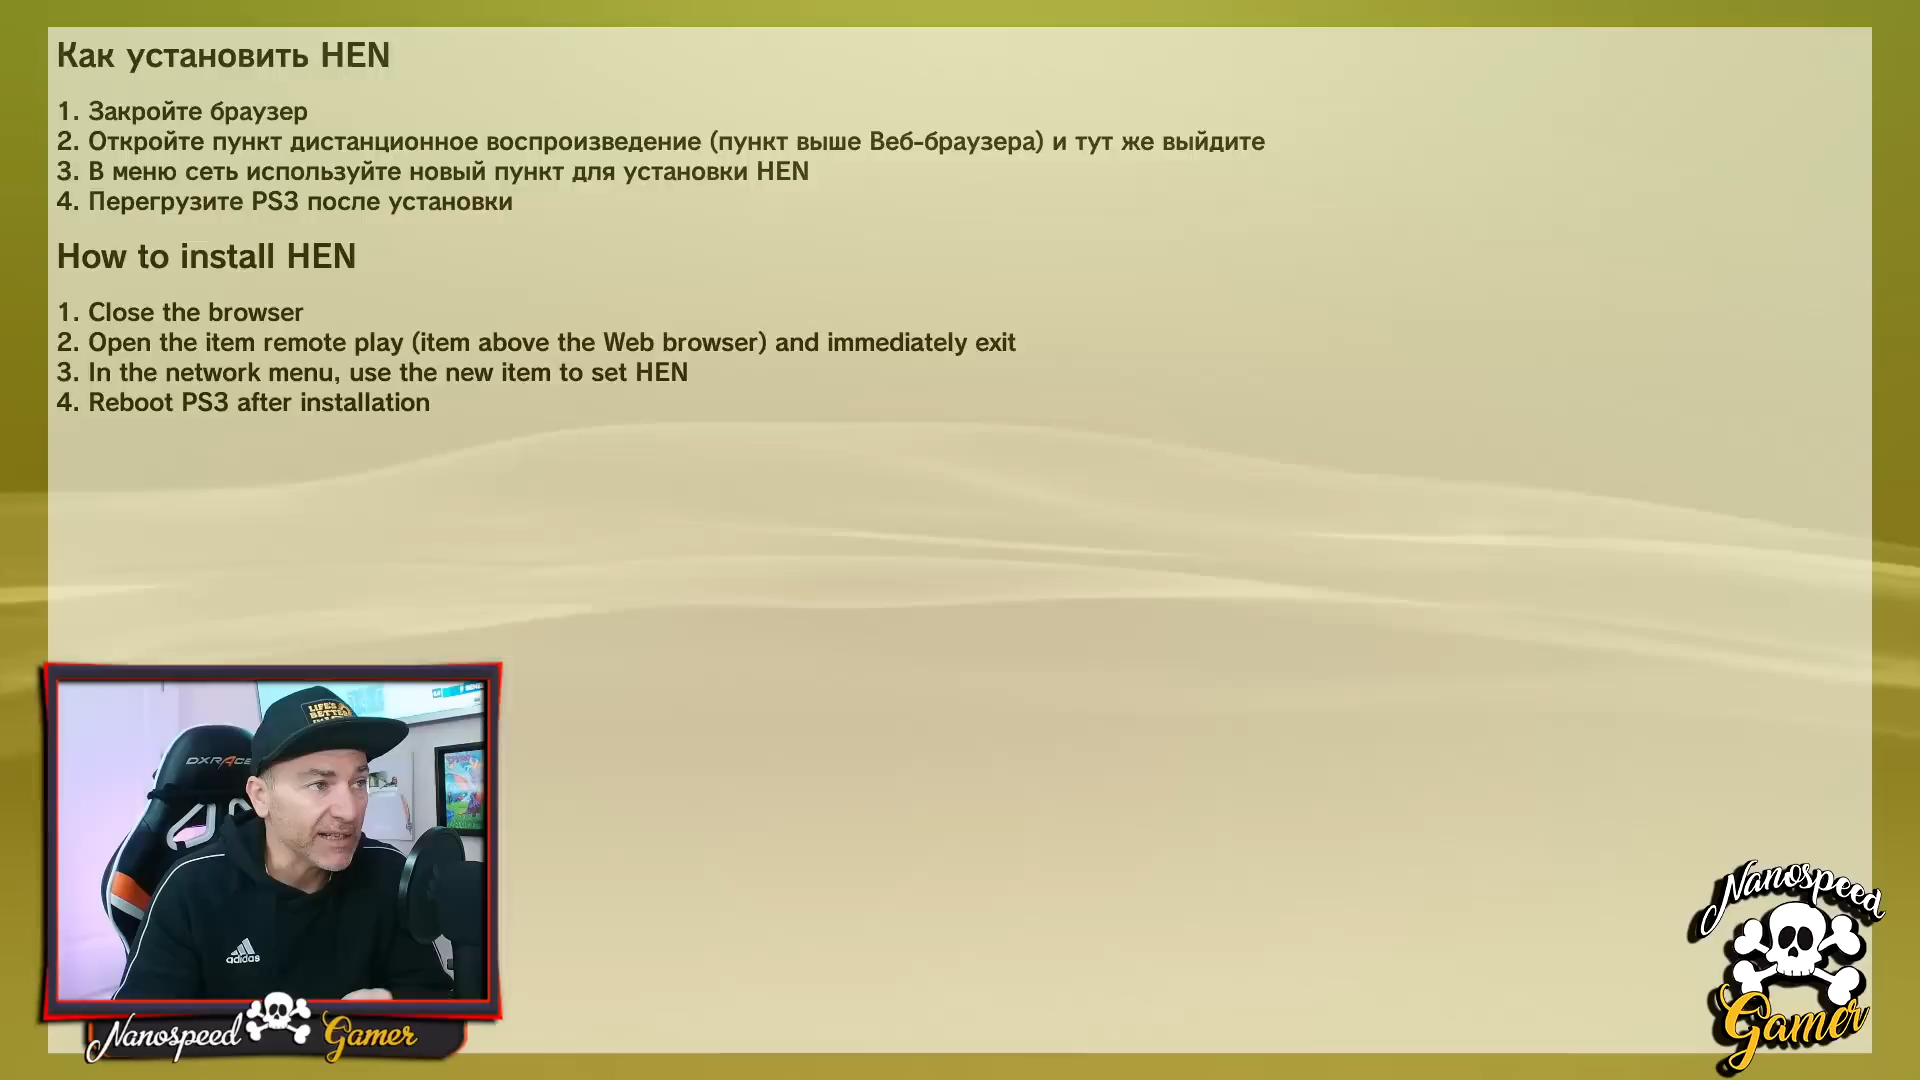 Как установить HEN
1. Закройте браузер
2. Откройте пункт дистанционное воспроизведение (пункт выше Веб-браузера) и тут же выйдите
3. В меню сеть используйте новый пункт для установки HEN
4. Перегрузите PS3 после установки
How to install HEN
1. Close the browser
2. Open the item remote play (item above the Web browser) and immediately exit
3. In the network menu, use the new item to set HEN
4. Reboot PS3 after installation
LIFE'S
BETTER
DXRACE
adidas
Nanospeed Gamer
Nanospeed
Gamer